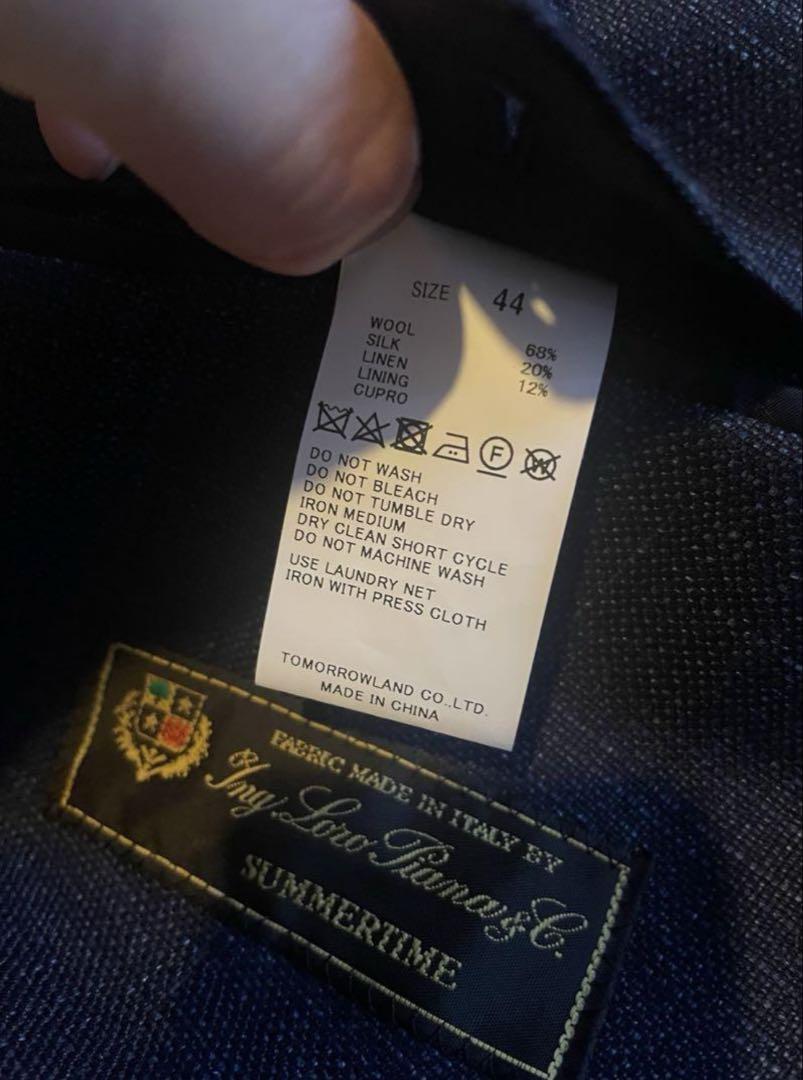 SIZE 44
WOOL 68%
SILK 20%
LINEN 12%
LINING
CUPRO
F
W
DO NOT WASH
DO NOT BLEACH
DO NOT TUMBLE DRY
IRON MEDIUM
DRY CLEAN SHORT CYCLE
DO NOT MACHINE WASH
USE LAUNDRY NET
IRON WITH PRESS CLOTH
TOMORROWLAND CO.,LTD.
MADE IN CHINA
FABRIC MADE IN ITALY BY
Ing. Loro Piana & C.
SUMMERTIME